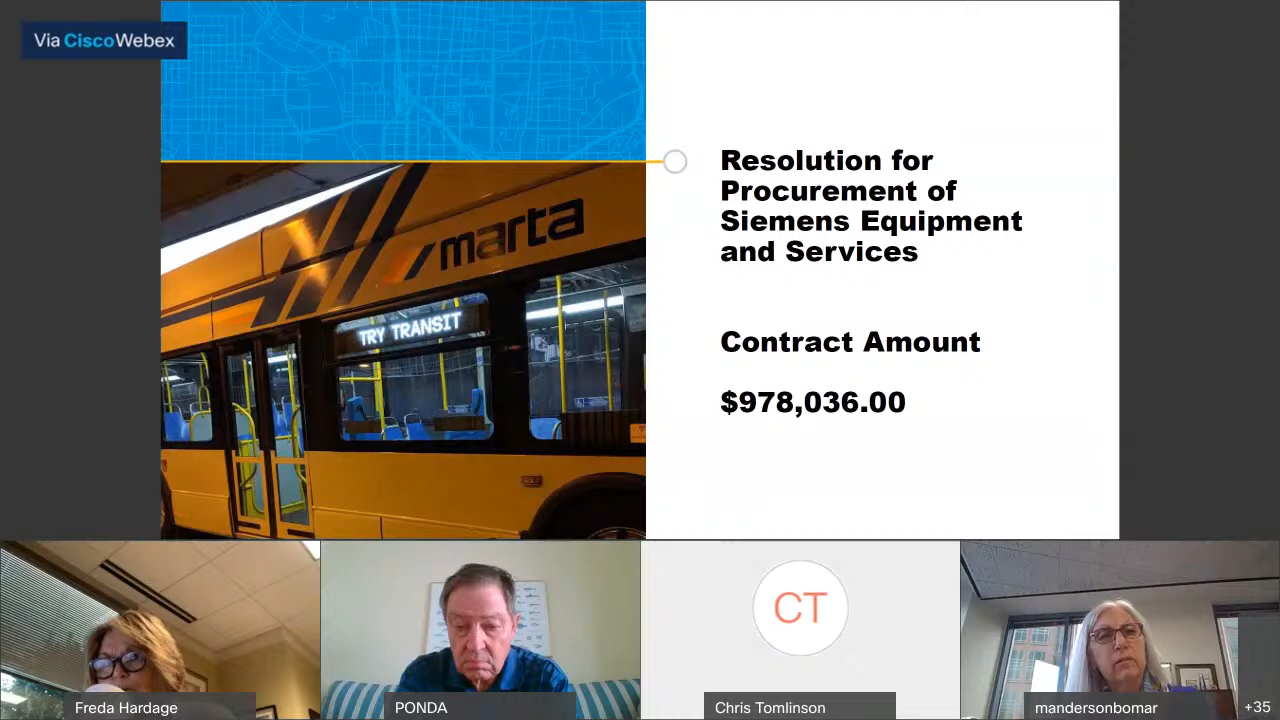 Via CiscoWebex
Resolution for
Procurement of
Siemens Equipment
and Services
marta
TRY TRANSIT
Contract Amount
$978,036.00
CT
Freda Hardage
PONDA
Chris Tomlinson
mandersonbomar
+35